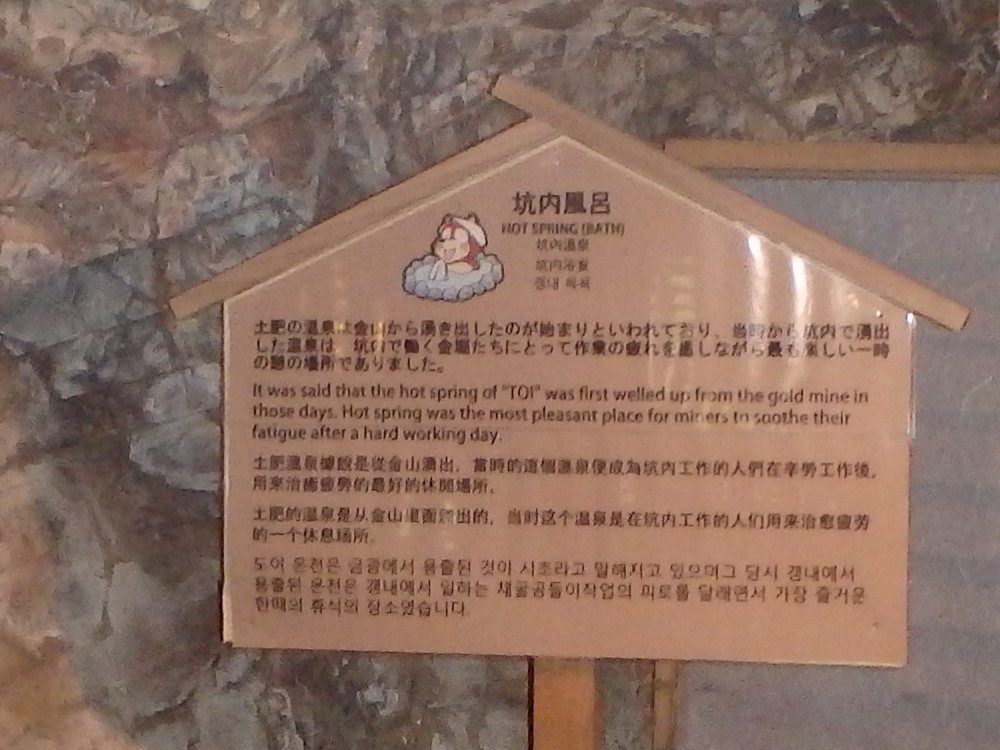 坑内風呂
HOT SPRING (BATH)
坑內溫泉
坑内浴室
갱내 목욕
土肥の温泉は金山から湧き出したのが始まりといわれており、当時から坑内で湧出
した温泉は、坑内で働く金堀たちにとって作業の疲れを癒しながら最も楽しい一時
の憩の場所でありました。
It was said that the hot spring of "TOI" was first welled up from the gold mine in
those days. Hot spring was the most pleasant place for miners to soothe their
fatigue after a hard working day.
土肥溫泉據說是從金山湧出，當時的這個溫泉便成為坑內工作的人們在辛勞工作後，
用來治癒疲勞的最好的休閒場所。
土肥的温泉是从金山里面涌出的，当时这个温泉是在坑内工作的人们用来治愈疲劳
的一个休息场所。
도이 온천은 금광에서 용출된 것이 시초라고 말해지고 있으며그 당시 갱내에서
용출된 온천은 갱내에서 일하는 채굴공들이작업의 피로를 달래면서 가장 즐거운
한때의 휴식의 장소였습니다.